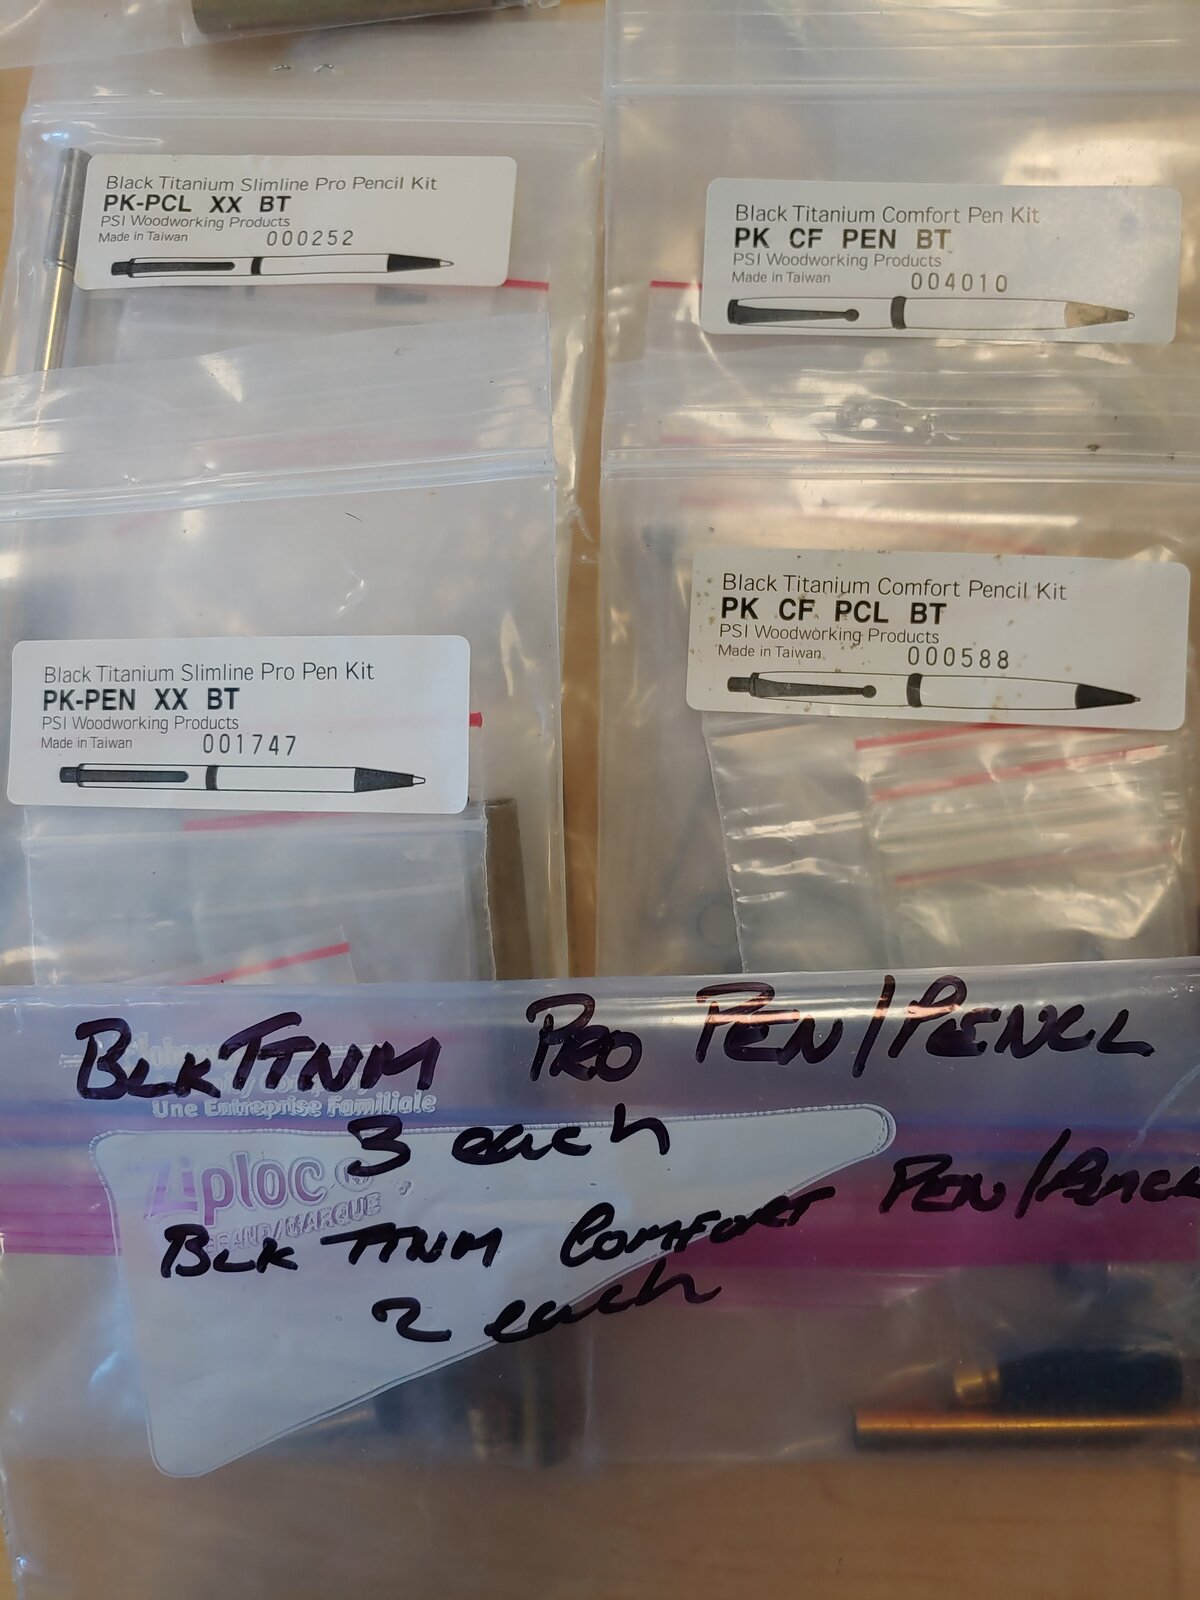 Black Titanium Slimline Pro Pencil Kit
PK-PCL XX BT
PSI Woodworking Products
Made in Taiwan 000252
Black Titanium Comfort Pen Kit
PK CF PEN BT
PSI Woodworking Products
Made in Taiwan 004010
Black Titanium Slimline Pro Pen Kit
PK-PEN XX BT
PSI Woodworking Products
Made in Taiwan 001747
Black Titanium Comfort Pencil Kit
PK CF PCL BT
PSI Woodworking Products
Made in Taiwan 000588
BLK TTNM PRO PEN/PENCL
Une Entreprise Familiale
3 each
Ziploc®
BRAND/MARQUE
BLK TTNM COMFORT PEN/
2 each